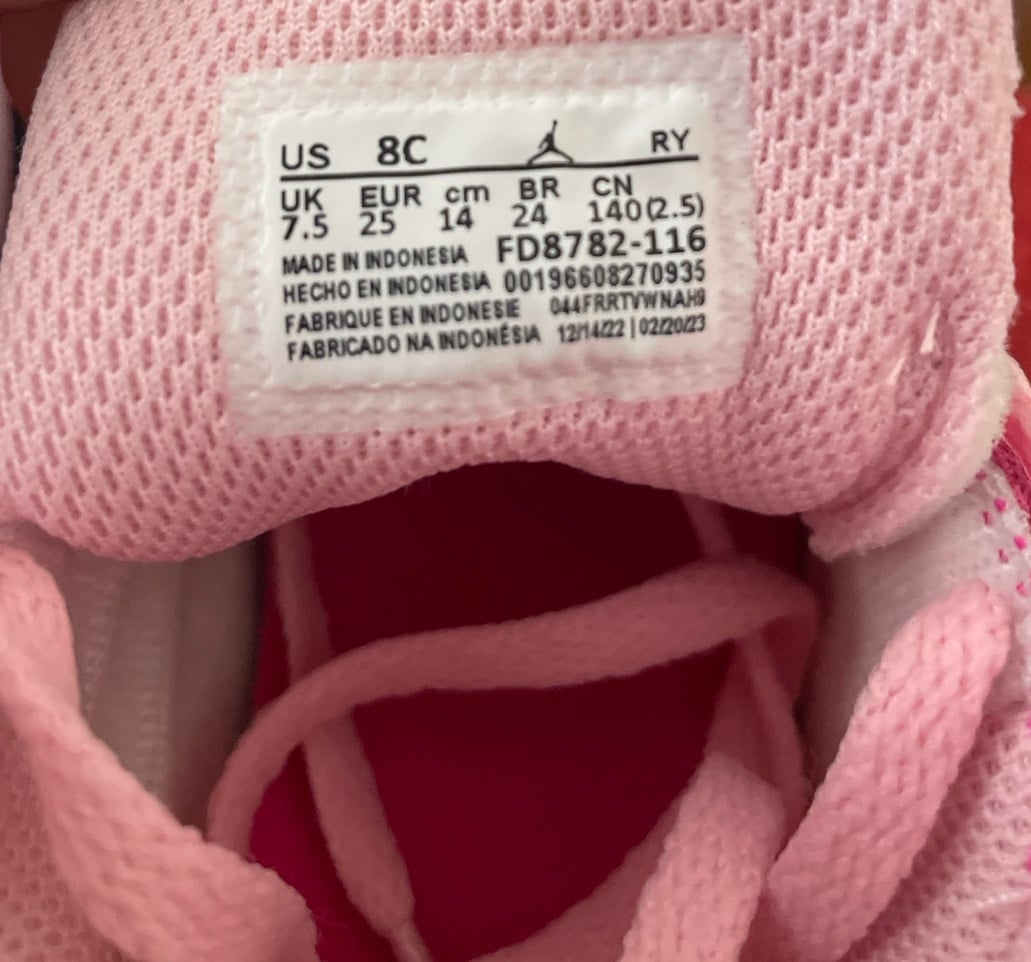 US 8C RY
UK EUR cm BR CN
7.5 25 14 24 140(2.5)
MADE IN INDONESIA FD8782-116
HECHO EN INDONESIA 00196608270935
FABRIQUE EN INDONESIE 044FRRTVWNAH9
FABRICADO NA INDONÉSIA 12/14/22 | 02/20/23